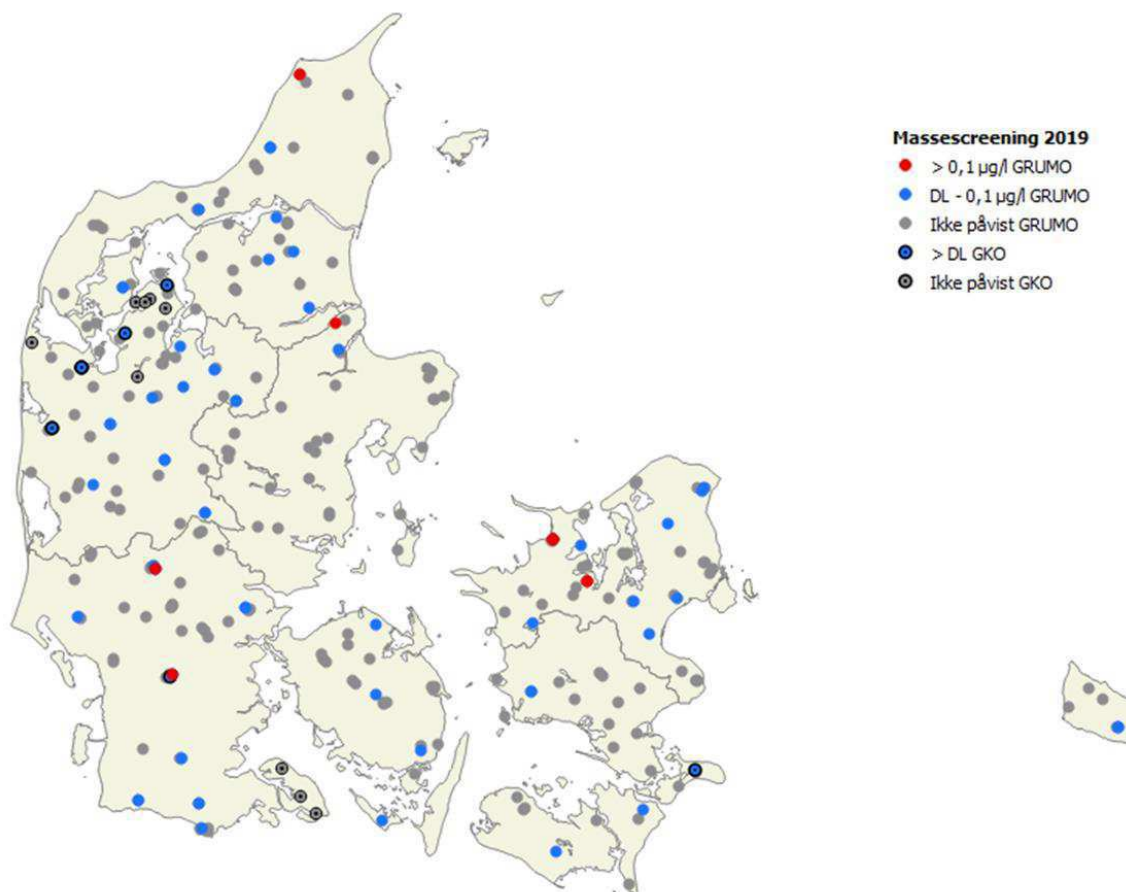 Massescreening 2019
> 0,1 µg/l GRUMO
DL - 0,1 µg/l GRUMO
Ikke påvist GRUMO
> DL GKO
Ikke påvist GKO